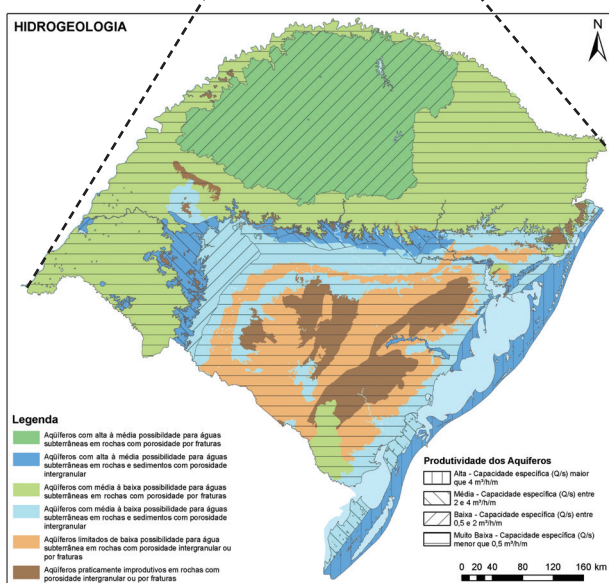 HIDROGEOLOGIA
N
Legenda
Aqüíferos com alta à média possibilidade para águas
subterrâneas em rochas com porosidade por fraturas
Aqüíferos com alta à média possibilidade para águas
subterrâneas em rochas e sedimentos com porosidade
intergranular
Aqüíferos com média à baixa possibilidade para águas
subterrâneas em rochas com porosidade por fraturas
Aqüíferos com média à baixa possibilidade para águas
subterrâneas em rochas e sedimentos com porosidade
intergranular
Aqüíferos limitados de baixa possibilidade para água
subterrânea em rochas com porosidade intergranular ou
por fraturas
Aqüíferos praticamente improdutivos em rochas com
porosidade intergranular ou por fraturas
Produtividade dos Aquiferos
Alta - Capacidade específica (Q/s) maior
que 4 m³/h/m
Média - Capacidade específica (Q/s) entre
2 e 4 m³/h/m
Baixa - Capacidade específica (Q/s) entre
0,5 e 2 m³/h/m
Muito Baixa - Capacidade específica (Q/s)
menor que 0,5 m³/h/m
0 20 40 80 120 160 km